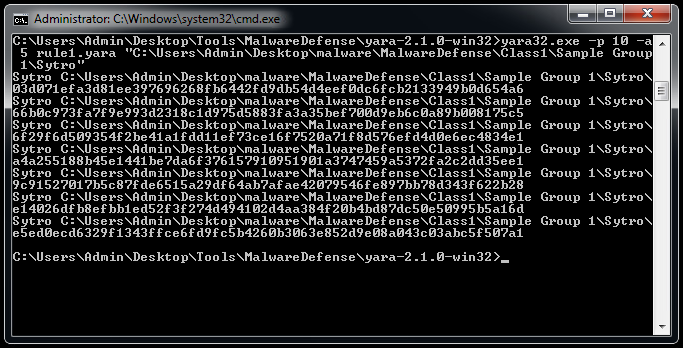 Administrator: C:\Windows\system32\cmd.exe
C:\Users\Admin\Desktop\Tools\MalwareDefense\yara-2.1.0-win32>yara32.exe -p 10 -a
 5 rule1.yara "C:\Users\Admin\Desktop\malware\MalwareDefense\Class1\Sample Group
 1\Sytro"
Sytro C:\Users\Admin\Desktop\malware\MalwareDefense\Class1\Sample Group 1\Sytro\
03d071efa3d81ee397696268fb6442fd9db54d4eef0dc6fcb2133949b0d654a6
Sytro C:\Users\Admin\Desktop\malware\MalwareDefense\Class1\Sample Group 1\Sytro\
66b0c973fa7f9e993d2318c1d975d5883fa3a35bef700d9eb6c0a89b008175c5
Sytro C:\Users\Admin\Desktop\malware\MalwareDefense\Class1\Sample Group 1\Sytro\
6f29f6d509354f2be41a1fdd11ef73ce16f7520a71f8d576efd4d0e6ec4834e1
Sytro C:\Users\Admin\Desktop\malware\MalwareDefense\Class1\Sample Group 1\Sytro\
a4a255188b45e1441be7da6f376157910951901a3747459a5372fa2c2dd35ee1
Sytro C:\Users\Admin\Desktop\malware\MalwareDefense\Class1\Sample Group 1\Sytro\
9c91527017b5c87fde6515a29df64ab7afae42079546fe897bb78d343f622b28
Sytro C:\Users\Admin\Desktop\malware\MalwareDefense\Class1\Sample Group 1\Sytro\
e14026dfb8efbb1ed52f3f274d494102d4aa384f20b4bd87dc50e50995b5a16d
Sytro C:\Users\Admin\Desktop\malware\MalwareDefense\Class1\Sample Group 1\Sytro\
e5ed0ecd6329f1343ffce6fd9fc5b4260b3063e852d9e08a043c03abc5f507a1
C:\Users\Admin\Desktop\Tools\MalwareDefense\yara-2.1.0-win32>_